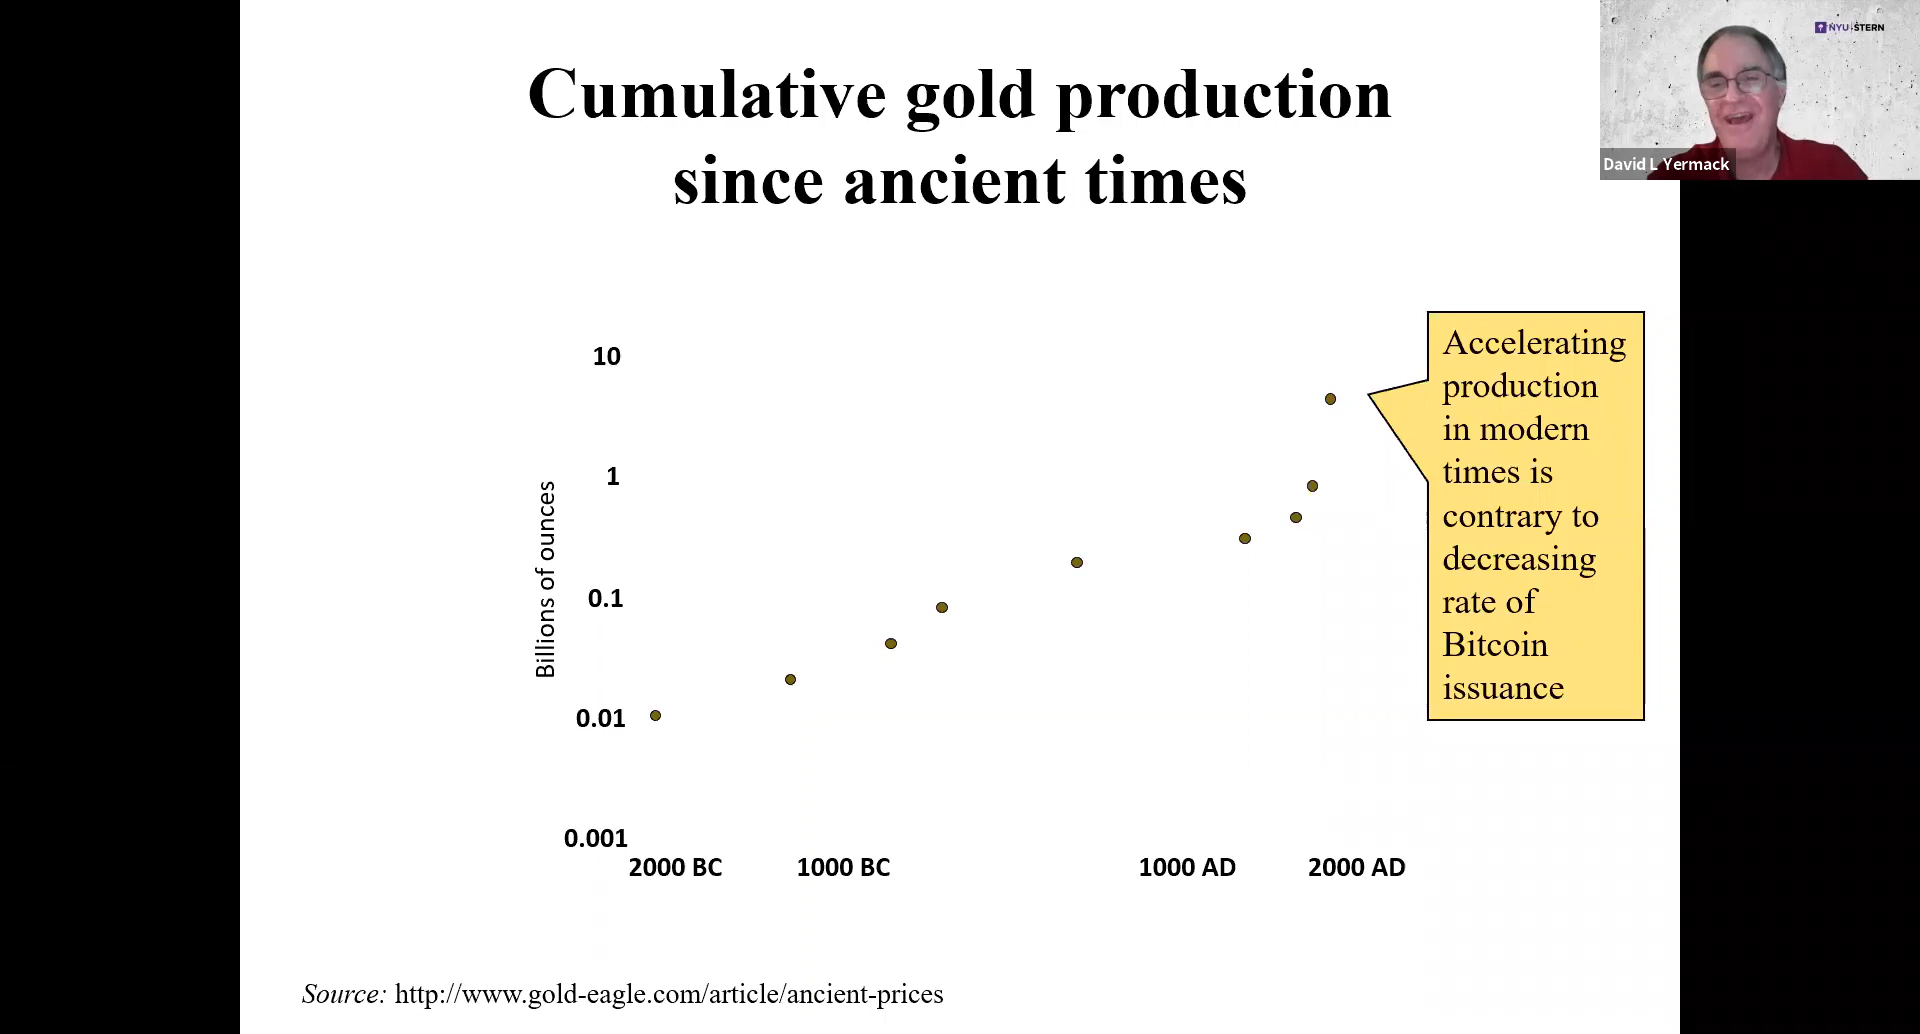 Cumulative gold production
since ancient times
NYU STERN
David L Yermack
10
1
0.1
0.01
0.001
Billions of ounces
2000 BC 1000 BC 1000 AD 2000 AD
Accelerating
production
in modern
times is
contrary to
decreasing
rate of
Bitcoin
issuance
Source: http://www.gold-eagle.com/article/ancient-prices